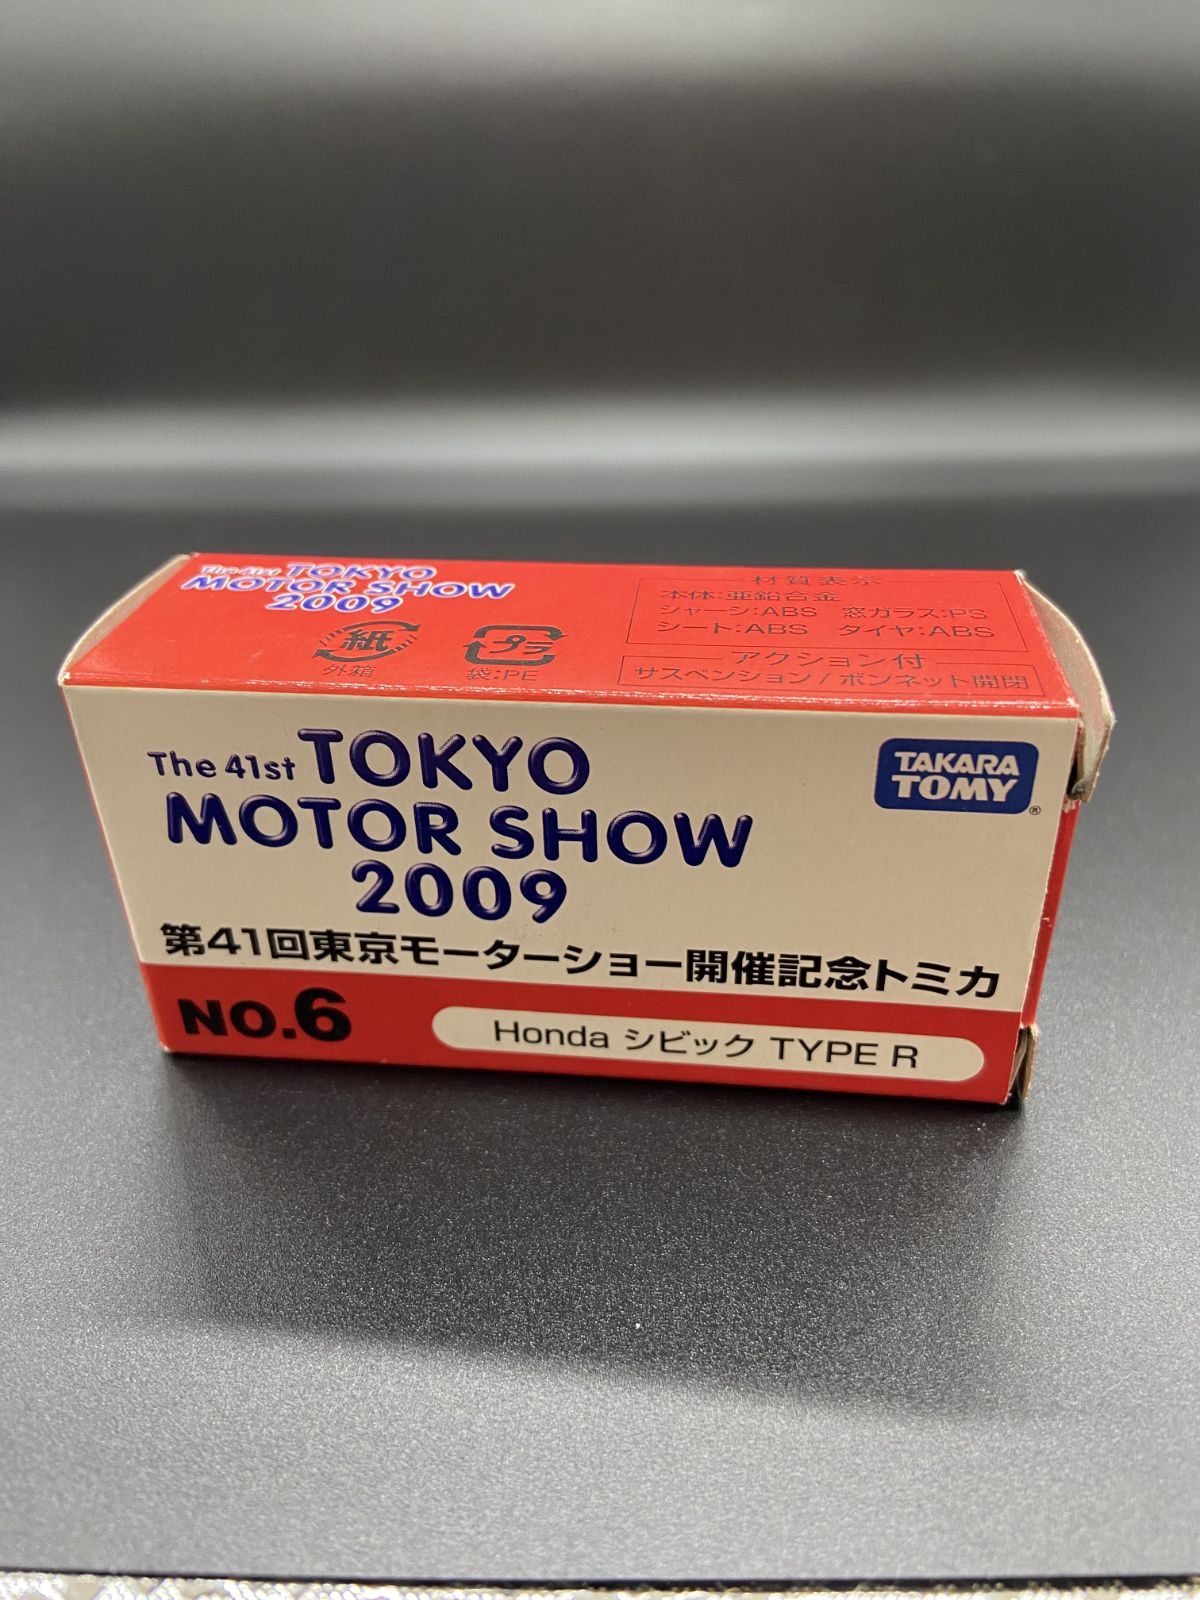 The 41st TOKYO
MOTOR SHOW
2009
紙
外箱
プラ
袋:PE
材質表示
本体:亜鉛合金
シャーシ:ABS 窓ガラス:PS
シート:ABS タイヤ:ABS
アクション付
サスペンション/ボンネット開閉
The 41st TOKYO
MOTOR SHOW
2009
TAKARA
TOMY
®
第41回東京モーターショー開催記念トミカ
NO.6
Honda シビック TYPE R